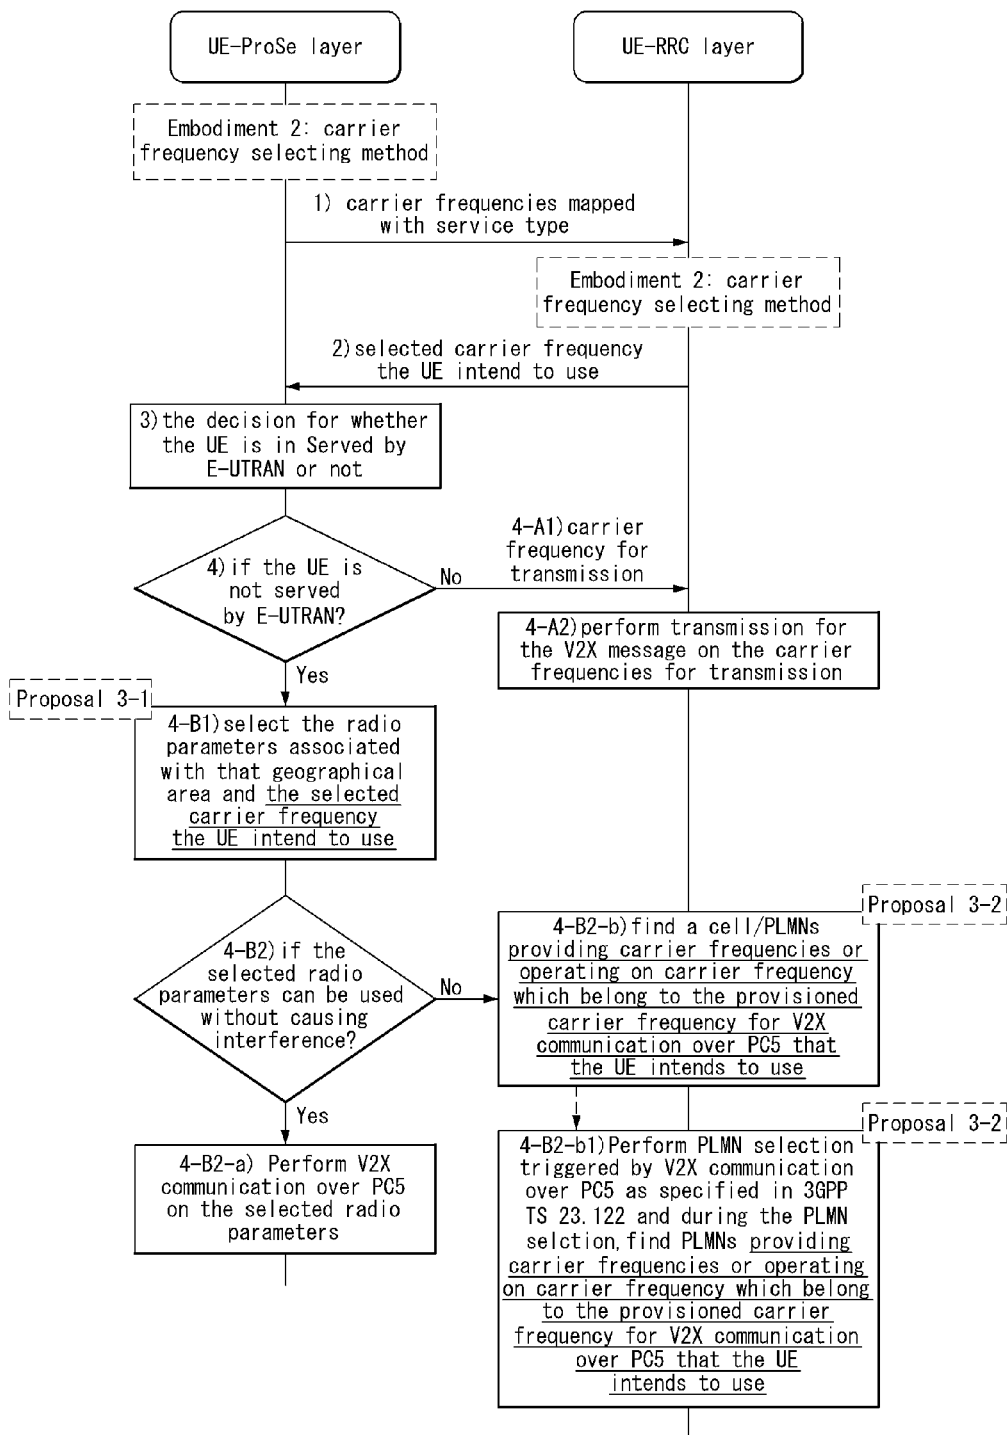 UE-ProSe layer
UE-RRC layer
Embodiment 2: carrier
frequency selecting method
1) carrier frequencies mapped
with service type
Embodiment 2: carrier
frequency selecting method
2)selected carrier frequency
the UE intend to use
3)the decision for whether
the UE is in Served by
E-UTRAN or not
4)if the UE is
not served
by E-UTRAN?
No
4-A1)carrier
frequency for
transmission
4-A2)perform transmission for
the V2X message on the carrier
frequencies for transmission
Yes
Proposal 3-1
4-B1)select the radio
parameters associated
with that geographical
area and the selected
carrier frequency
the UE intend to use
4-B2)if the
selected radio
parameters can be used
without causing
interference?
No
Proposal 3-2
4-B2-b)find a cell/PLMNs
providing carrier frequencies or
operating on carrier frequency
which belong to the provisioned
carrier frequency for V2X
communication over PC5 that
the UE intends to use
Yes
4-B2-a) Perform V2X
communication over PC5
on the selected radio
parameters
Proposal 3-2
4-B2-b1)Perform PLMN selection
triggered by V2X communication
over PC5 as specified in 3GPP
TS 23.122 and during the PLMN
selction,find PLMNs providing
carrier frequencies or operating
on carrier frequency which belong
to the provisioned carrier
frequency for V2X communication
over PC5 that the UE
intends to use